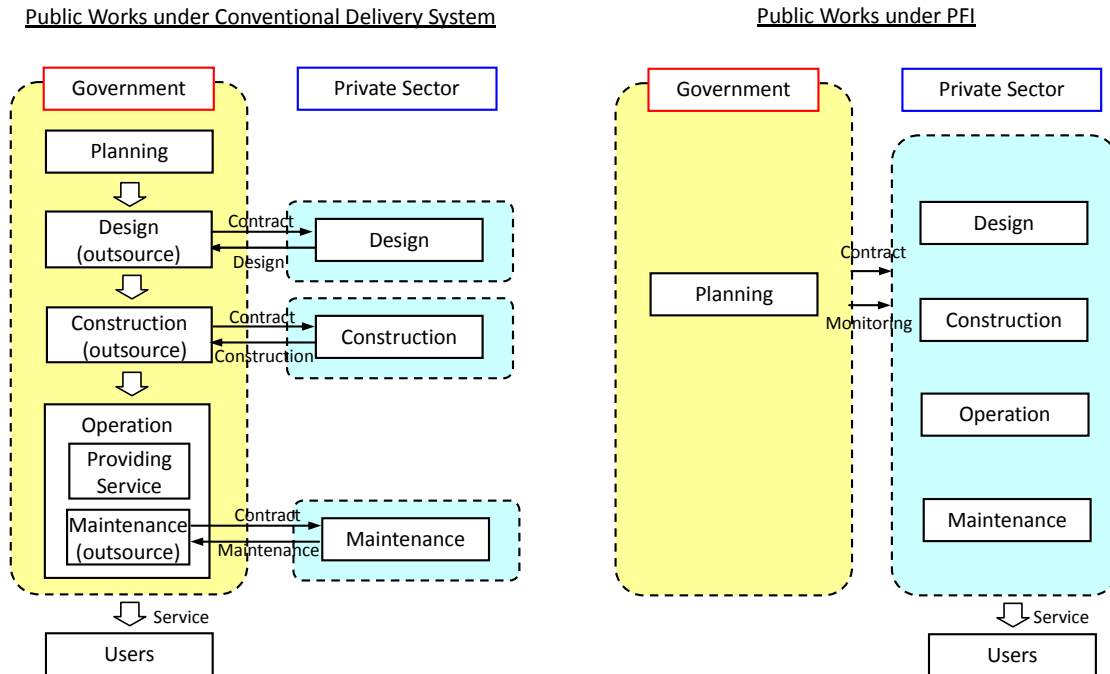 Public Works under Conventional Delivery System
Government
Private Sector
Planning
Design
(outsource)
Contract
Design
Design
Construction
(outsource)
Contract
Construction
Construction
Operation
Providing
Service
Maintenance
(outsource)
Contract
Maintenance
Maintenance
Service
Users
Public Works under PFI
Government
Private Sector
Planning
Contract
Monitoring
Design
Construction
Operation
Maintenance
Service
Users